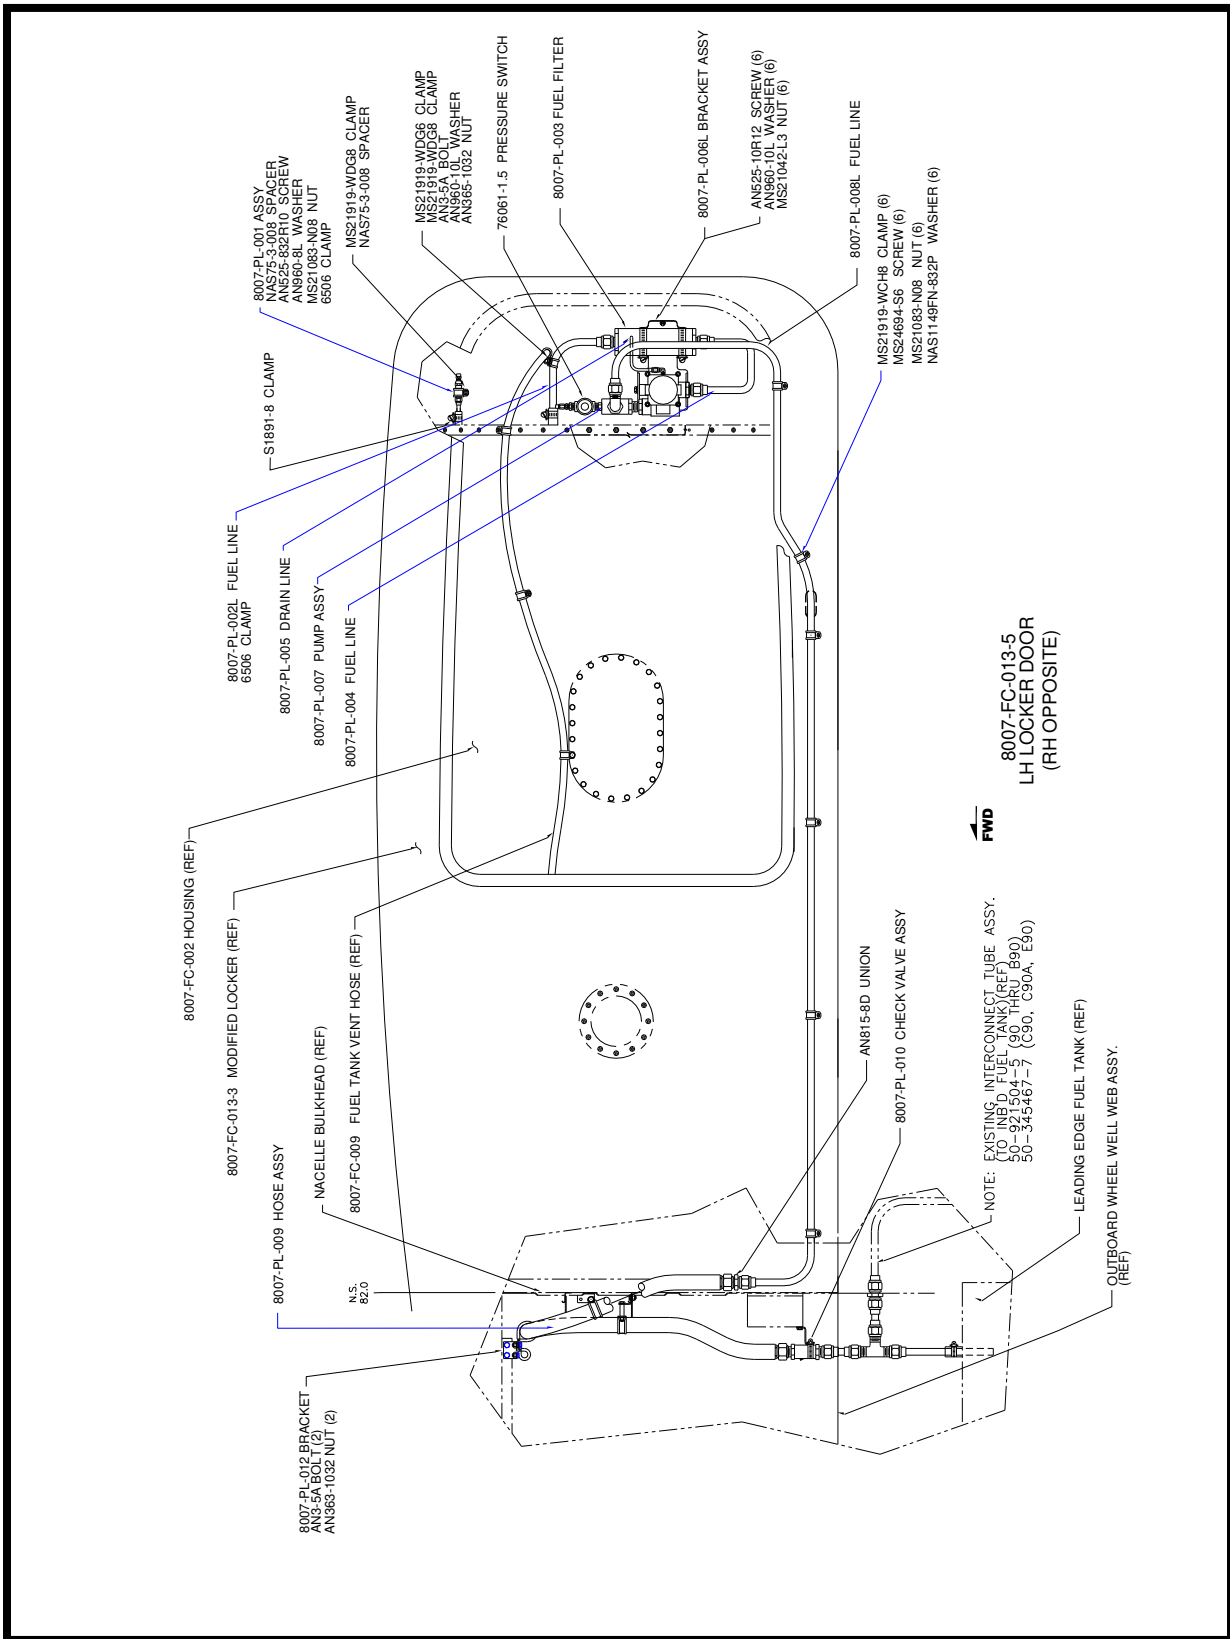 8007-PL-001 ASSY
NAS75-3-008 SPACER
AN525-832R10 SCREW
AN960-8L WASHER
MS21083-N08 NUT
6506 CLAMP
MS21919-WDG8 CLAMP
NAS75-3-008 SPACER
MS21919-WDG6 CLAMP
MS21919-WDG8 CLAMP
AN3-5A BOLT
AN960-10L WASHER
AN365-1032 NUT
76061-1.5 PRESSURE SWITCH
8007-PL-003 FUEL FILTER
8007-PL-006L BRACKET ASSY
AN525-10R12 SCREW (6)
AN960-10L WASHER (6)
MS21042-L3 NUT (6)
8007-PL-008L FUEL LINE
MS21919-WCH8 CLAMP (6)
MS24694-S6 SCREW (6)
MS21083-N08 NUT (6)
NAS1149FN-832P WASHER (6)
S1891-8 CLAMP
8007-PL-002L FUEL LINE
6506 CLAMP
8007-PL-005 DRAIN LINE
8007-PL-007 PUMP ASSY
8007-PL-004 FUEL LINE
8007-FC-002 HOUSING (REF)
8007-FC-013-3 MODIFIED LOCKER (REF)
8007-FC-009 FUEL TANK VENT HOSE (REF)
NACELLE BULKHEAD (REF)
8007-PL-009 HOSE ASSY
N.S.
82.0
8007-PL-012 BRACKET
AN3-5A BOLT (2)
AN363-1032 NUT (2)
AN815-8D UNION
8007-PL-010 CHECK VALVE ASSY
NOTE: EXISTING INTERCONNECT TUBE ASSY.
(TO INB'D FUEL TANK)(REF)
50-921504-5 (90 THRU B90)
50-345467-7 (C90, C90A, E90)
LEADING EDGE FUEL TANK (REF)
OUTBOARD WHEEL WELL WEB ASSY.
(REF)
FWD
8007-FC-013-5
LH LOCKER DOOR
(RH OPPOSITE)